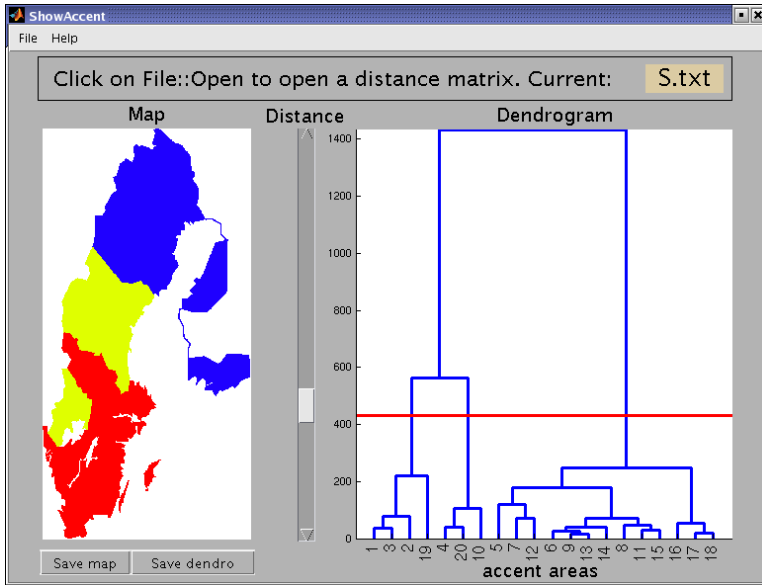 ShowAccent
File Help
Click on File::Open to open a distance matrix. Current: S.txt
Map
Distance
Dendrogram
1400
1200
1000
800
600
400
200
0
1 3 2 19 4 20 10 5 7 12 6 9 13 14 8 11 15 16 17 18
accent areas
Save map
Save dendro